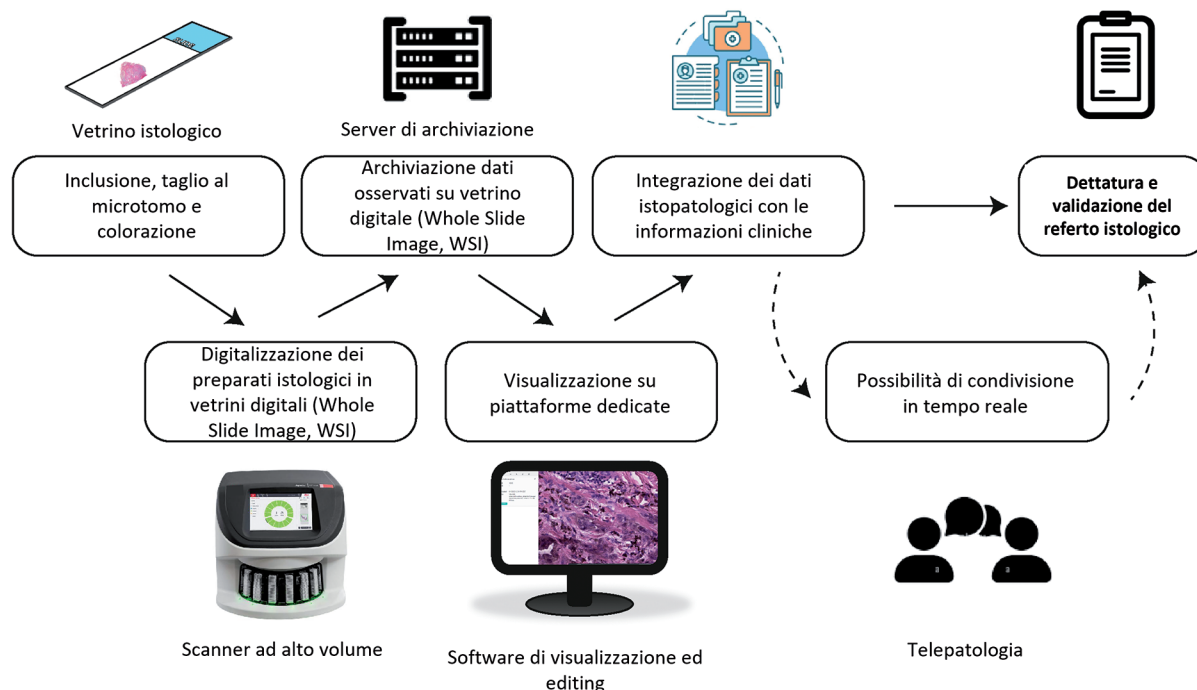 Vetrino istologico
Server di archiviazione
Inclusione, taglio al
microtomo e
colorazione
Archiviazione dati
osservati su vetrino
digitale (Whole Slide
Image, WSI)
Integrazione dei dati
istopatologici con le
informazioni cliniche
Dettatura e
validazione del
referto istologico
Digitalizzazione dei
preparati istologici in
vetrini digitali (Whole
Slide Image, WSI)
Visualizzazione su
piattaforme dedicate
Possibilità di condivisione
in tempo reale
Scanner ad alto volume
Software di visualizzazione ed
editing
Telepatologia